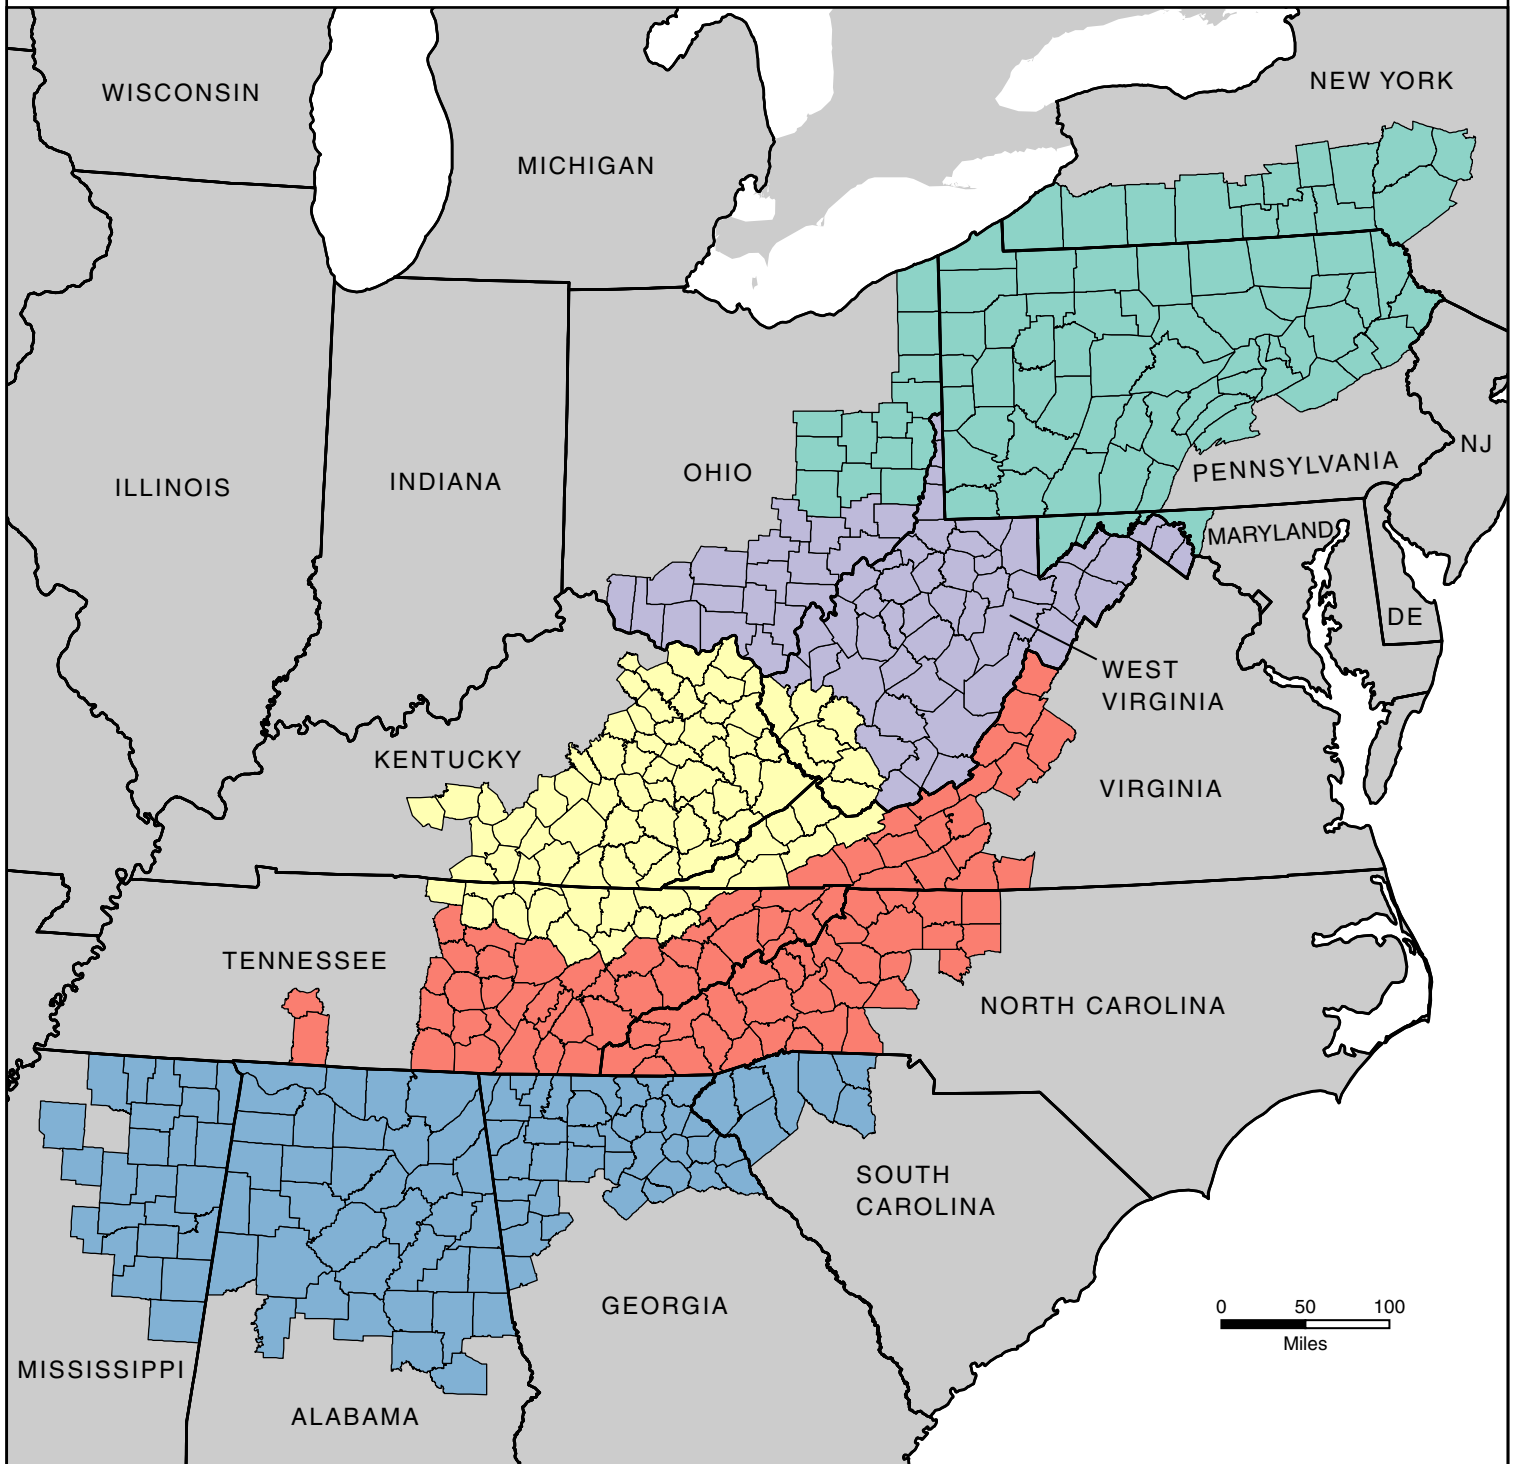 NEW YORK
WISCONSIN
MICHIGAN
NJ
PENNSYLVANIA
OHIO
INDIANA
ILLINOIS
MARYLAND
DE
WEST
VIRGINIA
KENTUCKY
VIRGINIA
TENNESSEE
NORTH CAROLINA
SOUTH
CAROLINA
GEORGIA
0 50 100
Miles
MISSISSIPPI
ALABAMA